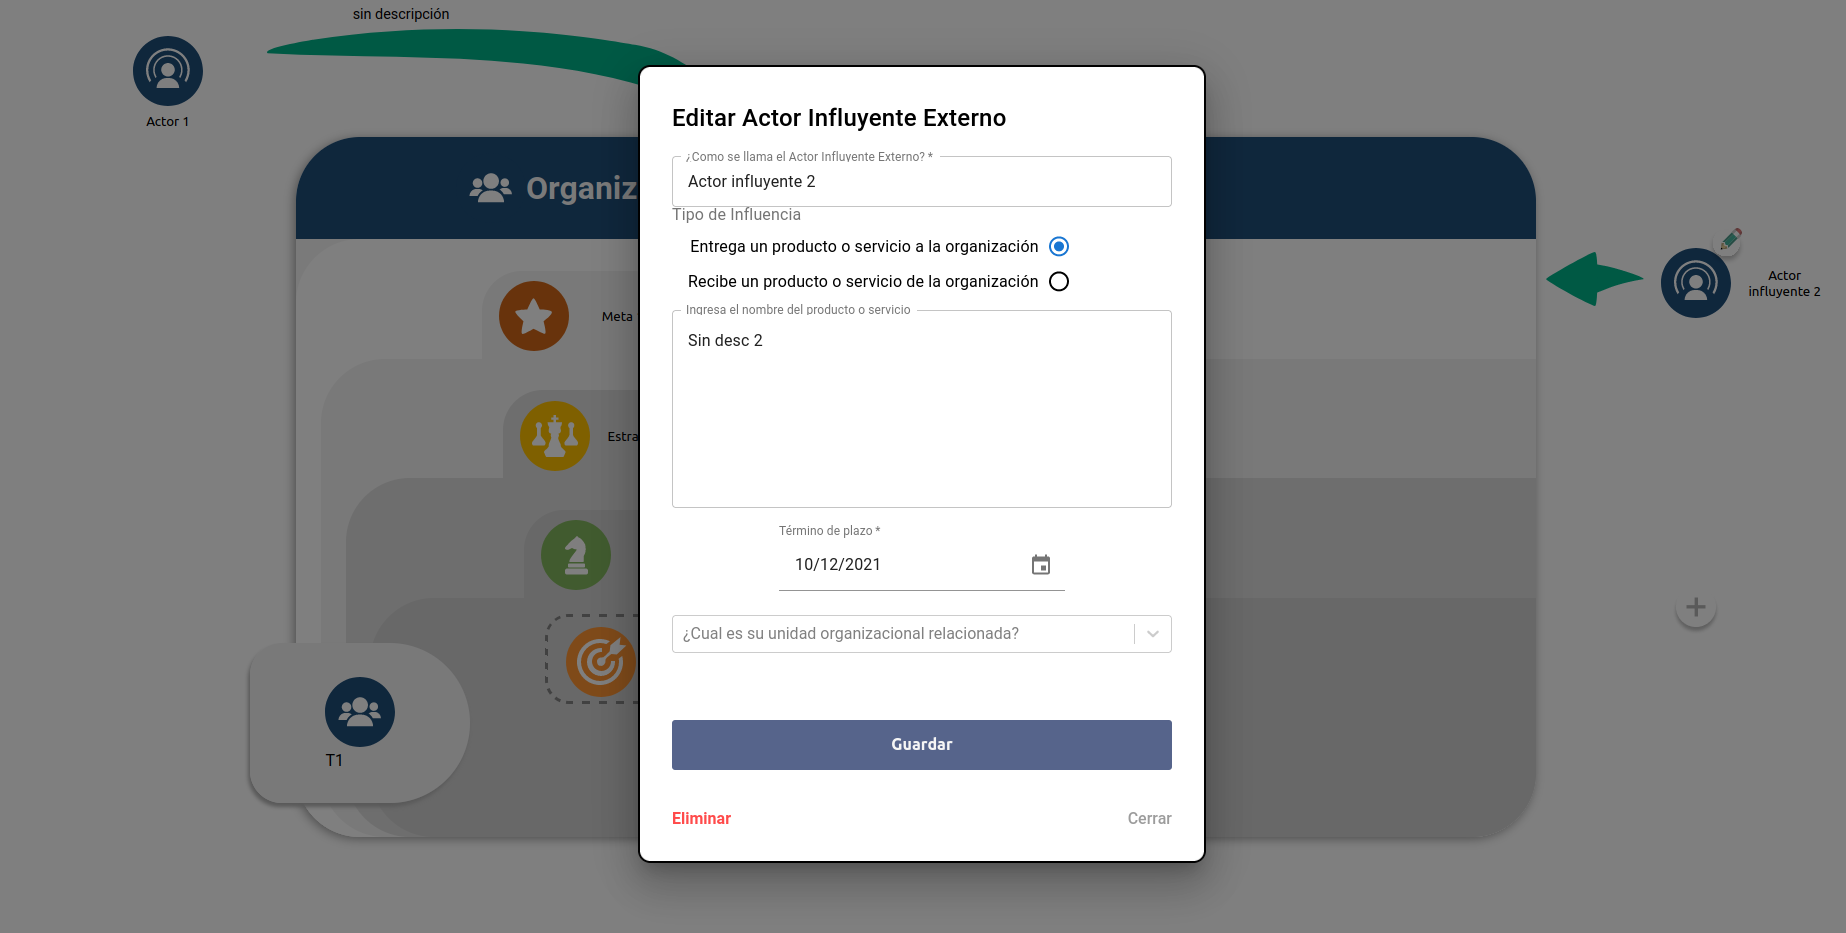 sin descripción
Actor 1
Organiz
Meta
Estra
T1
Editar Actor Influyente Externo
¿Como se llama el Actor Influyente Externo? *
Actor influyente 2
Tipo de Influencia
Entrega un producto o servicio a la organización
Recibe un producto o servicio de la organización
Ingresa el nombre del producto o servicio
Sin desc 2
Término de plazo *
10/12/2021
¿Cual es su unidad organizacional relacionada?
Guardar
Eliminar
Cerrar
Actor
influyente 2